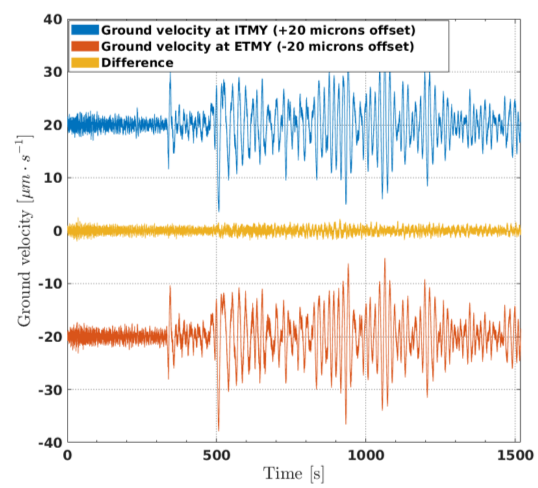 Ground velocity at ITMY (+20 microns offset)
Ground velocity at ETMY (-20 microns offset)
Difference
40
30
20
10
0
-10
-20
-30
-40
Ground velocity [μm · s⁻¹]
0 500 1000 1500
Time [s]